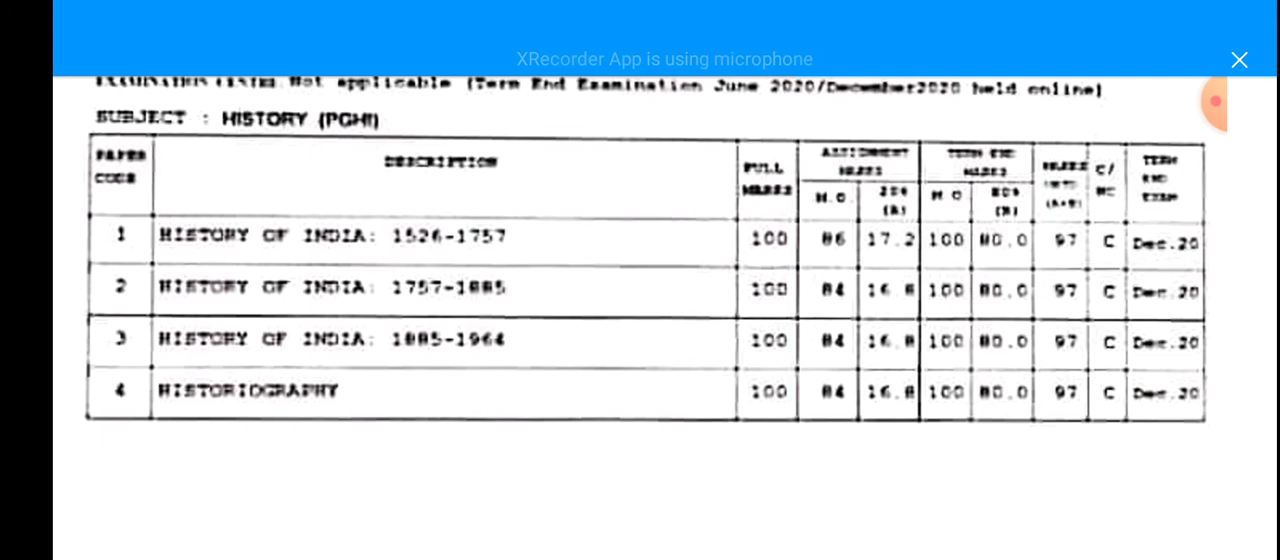 XRecorder App is using microphone
Not applicable (Term End Examination June 2020/December2020 held online)
SUBJECT : HISTORY (PGHI)
PAPER CODE DESCRIPTION FULL MARKS ASSIGNMENT MARKS M.O. 20% (A) TERM END MARKS M.O 80% (B) MARKS (A+B) C/NC TERM END EXAM
1 HISTORY OF INDIA: 1526-1757 100 86 17.2 100 80.0 97 C Dec.20
2 HISTORY OF INDIA: 1757-1885 100 84 16.8 100 80.0 97 C Dec.20
3 HISTORY OF INDIA: 1885-1964 100 84 16.8 100 80.0 97 C Dec.20
4 HISTORIOGRAPHY 100 84 16.8 100 80.0 97 C Dec.20